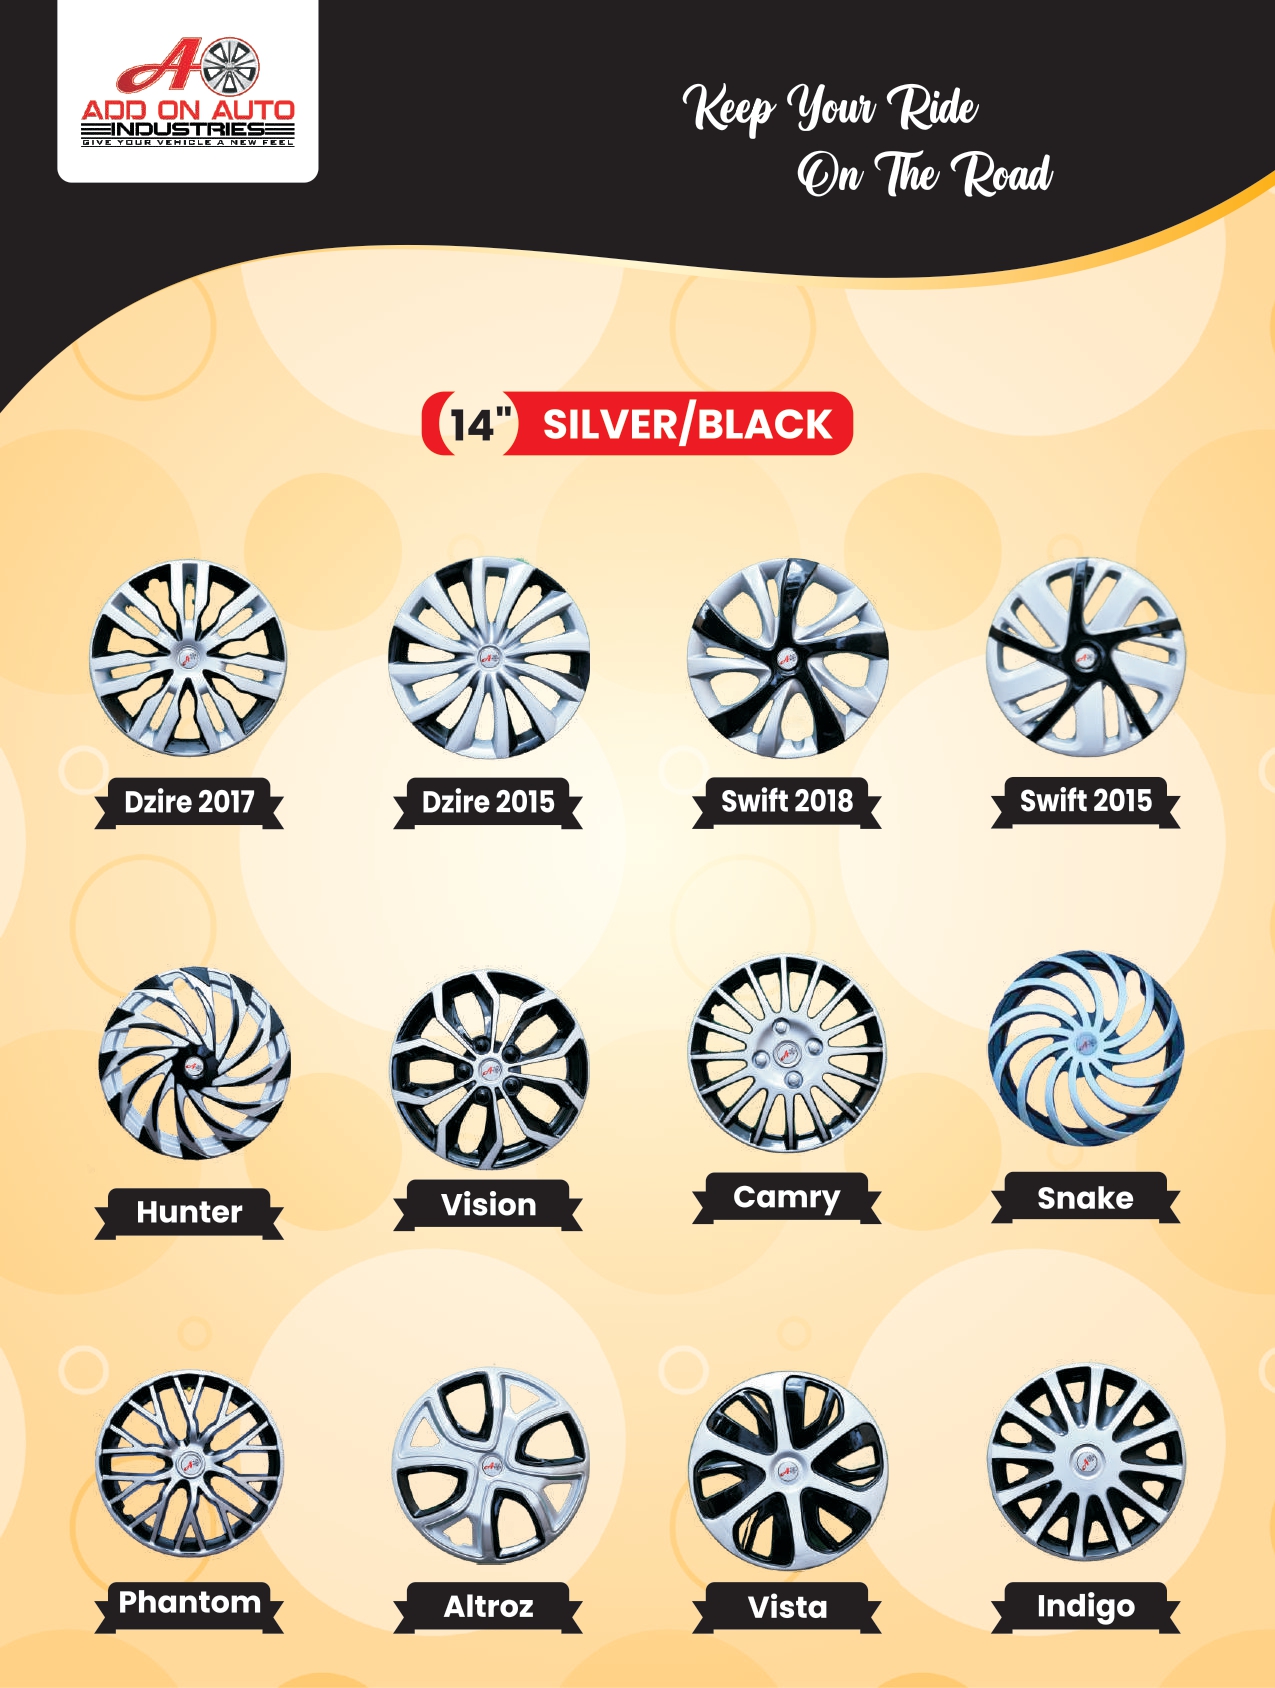 A
ADD ON AUTO
INDUSTRIES
GIVE YOUR VEHICLE A NEW FEEL
Keep Your Ride
On The Road
14" SILVER/BLACK
Dzire 2017
Dzire 2015
Swift 2018
Swift 2015
Hunter
Vision
Camry
Snake
Phantom
Altroz
Vista
Indigo